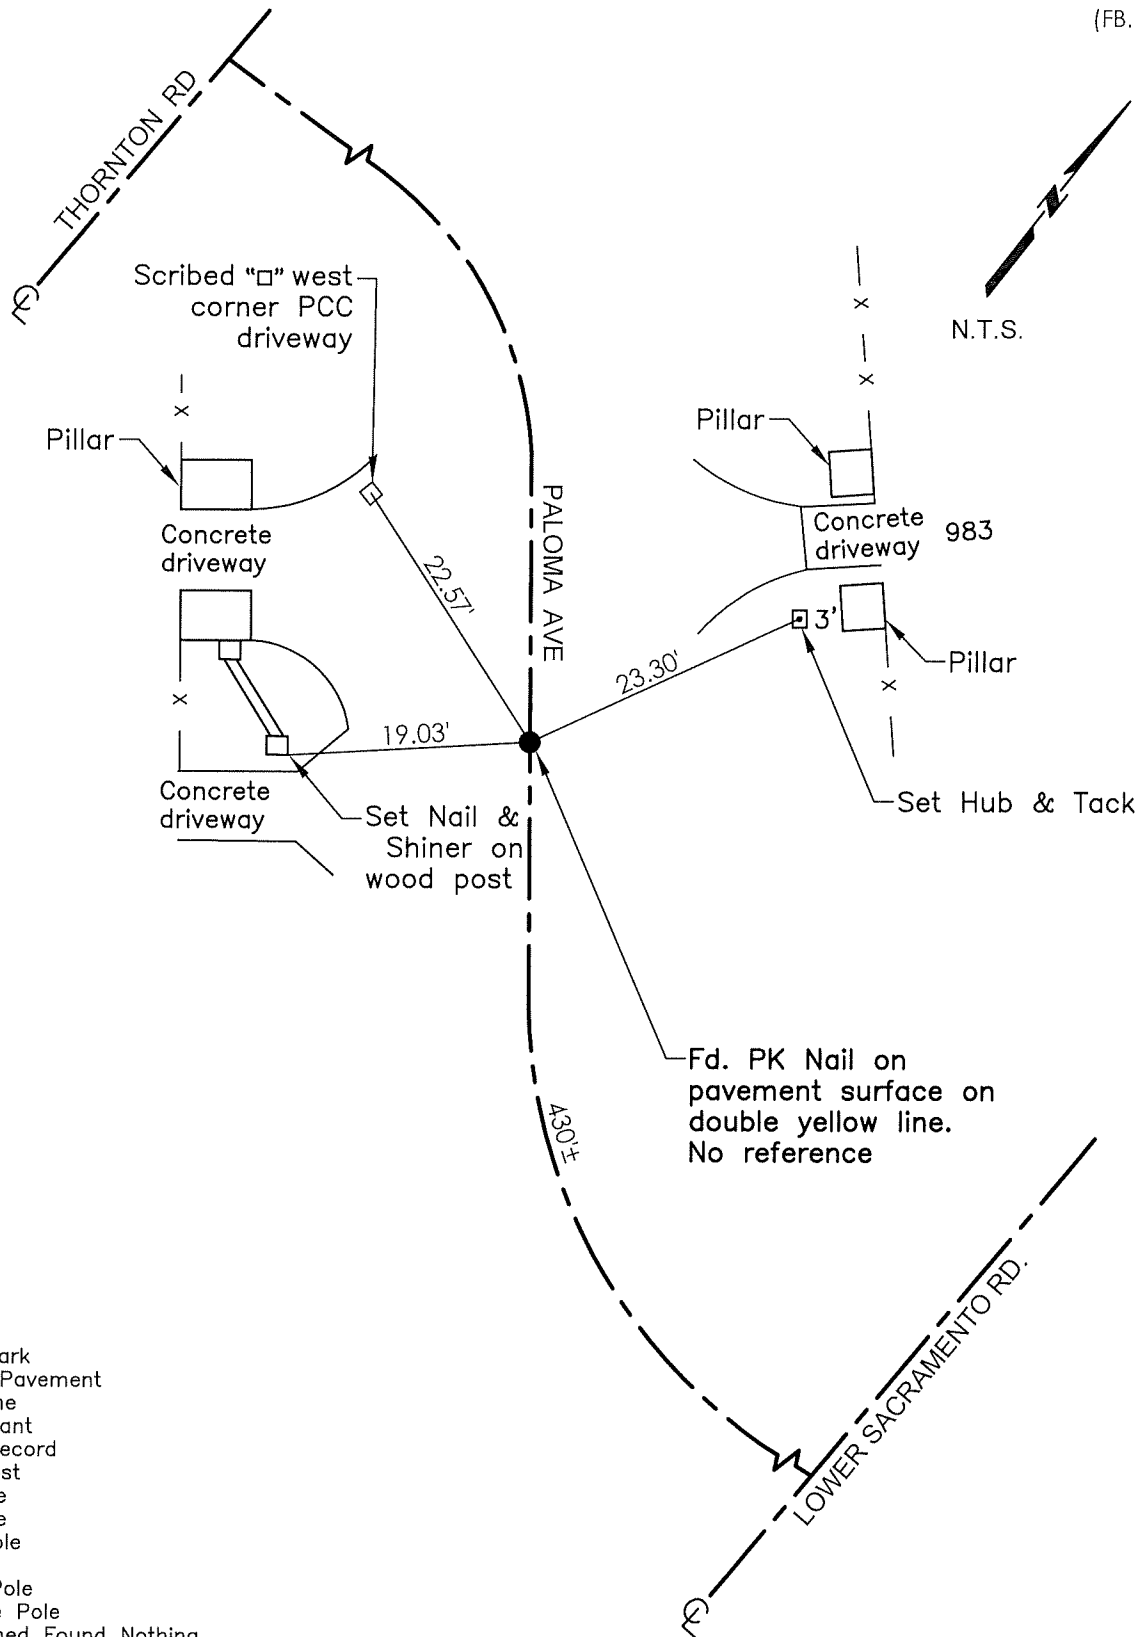 (FB.
THORNTON RD
Scribed "□" west
corner PCC
driveway
N.T.S.
N
Pillar
Pillar
Concrete
driveway
PALOMA AVE
Concrete
driveway
983
22.57'
3'
23.30'
Pillar
19.03'
Concrete
driveway
Set Nail &
Shiner on
wood post
Set Hub & Tack
Fd. PK Nail on
pavement surface on
double yellow line.
No reference
430'±
LOWER SACRAMENTO RD.
ark
Pavement
ne
ant
ecord
st
e
e
ole
Pole
e Pole
ned Found Nothing